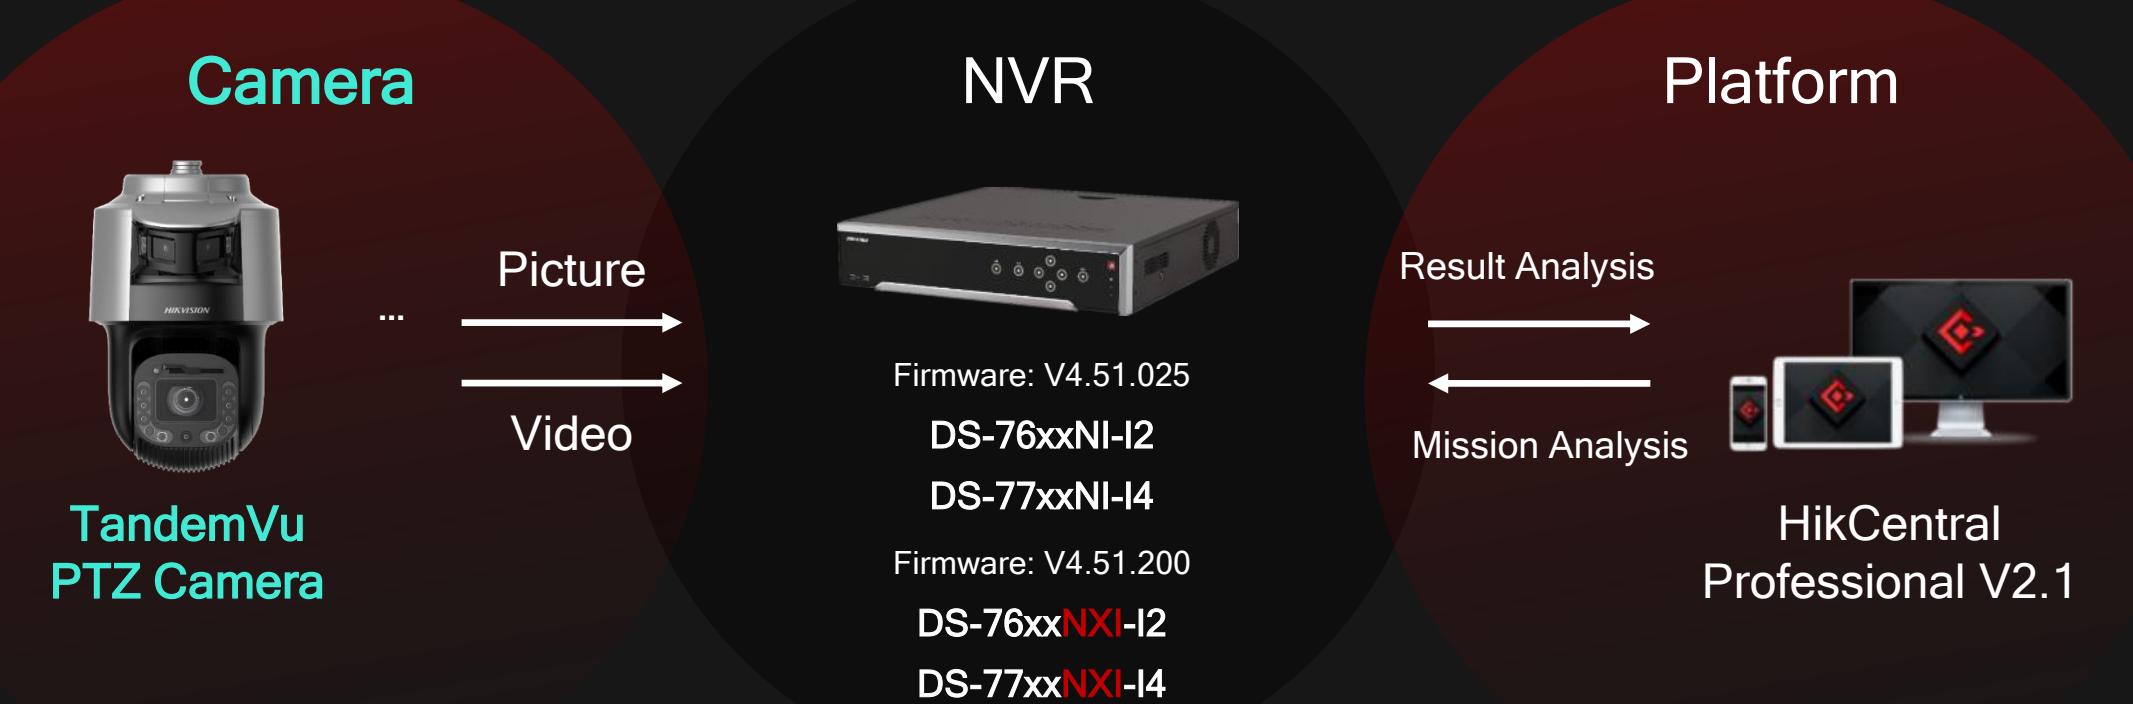 Camera
NVR
Platform
HIKVISION
...
Picture
Video
HIKVISION
Firmware: V4.51.025
DS-76xxNI-I2
DS-77xxNI-I4
Firmware: V4.51.200
DS-76xxNXI-I2
DS-77xxNXI-I4
Result Analysis
Mission Analysis
TandemVu
PTZ Camera
HikCentral
Professional V2.1